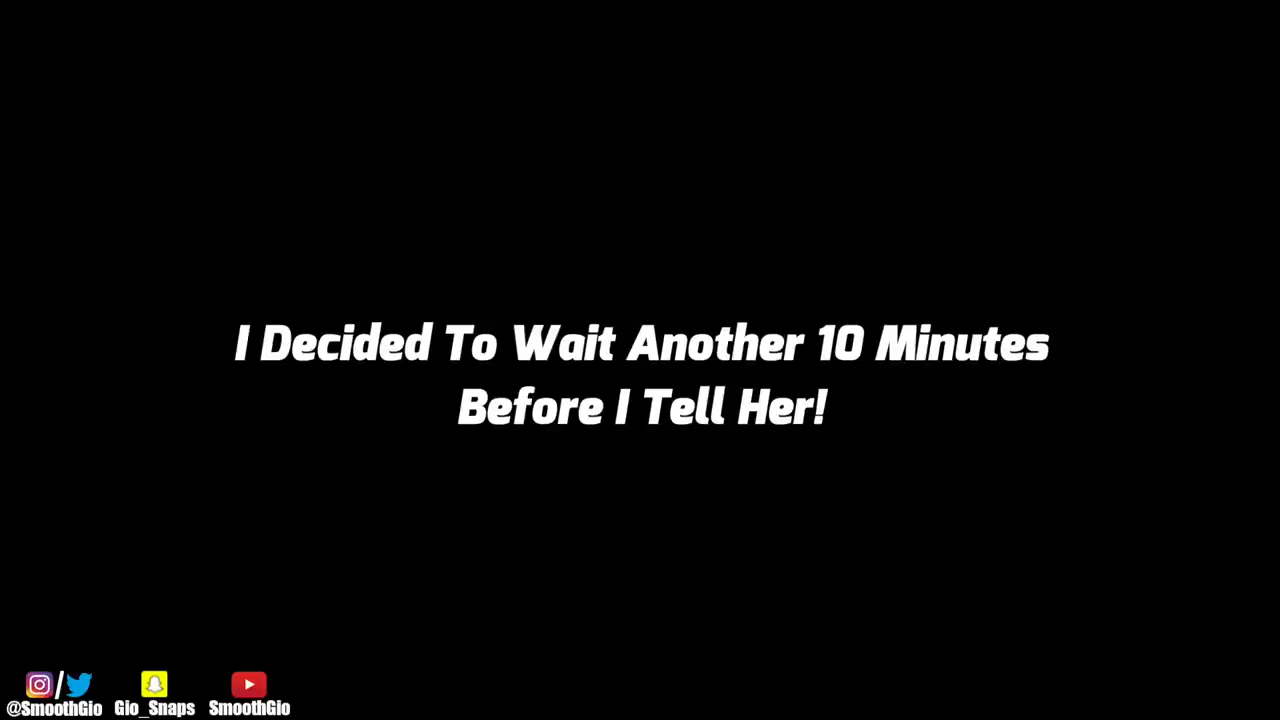 I Decided To Wait Another 10 Minutes
Before I Tell Her!
@SmoothGio Gio_Snaps SmoothGio